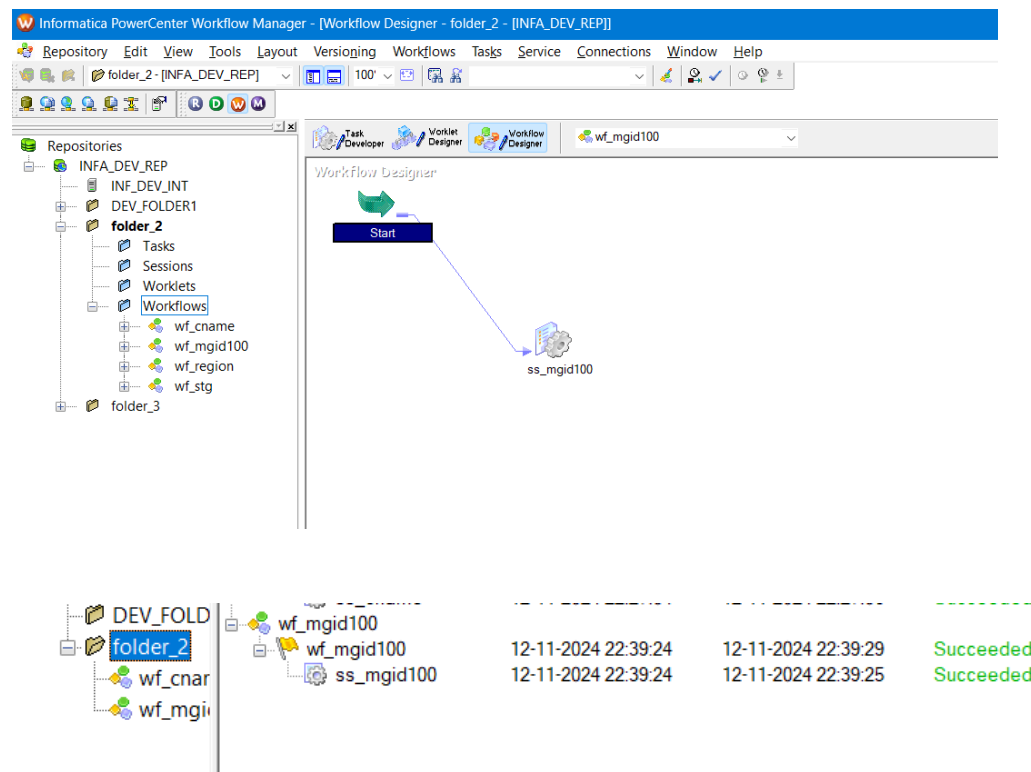 Informatica PowerCenter Workflow Manager - [Workflow Designer - folder_2 - [INFA_DEV_REP]]
Repository Edit View Tools Layout Versioning Workflows Tasks Service Connections Window Help
folder_2 - [INFA_DEV_REP] 100%
R D W M
Task Developer Worklet Designer Workflow Designer wf_mgid100
Repositories
INFA_DEV_REP
INF_DEV_INT
DEV_FOLDER1
folder_2
Tasks
Sessions
Worklets
Workflows
wf_cname
wf_mgid100
wf_region
wf_stg
folder_3
Workflow Designer
Start
ss_mgid100
DEV_FOLD
folder_2
wf_cnar
wf_mgi
wf_mgid100
wf_mgid100 12-11-2024 22:39:24 12-11-2024 22:39:29 Succeeded
ss_mgid100 12-11-2024 22:39:24 12-11-2024 22:39:25 Succeeded